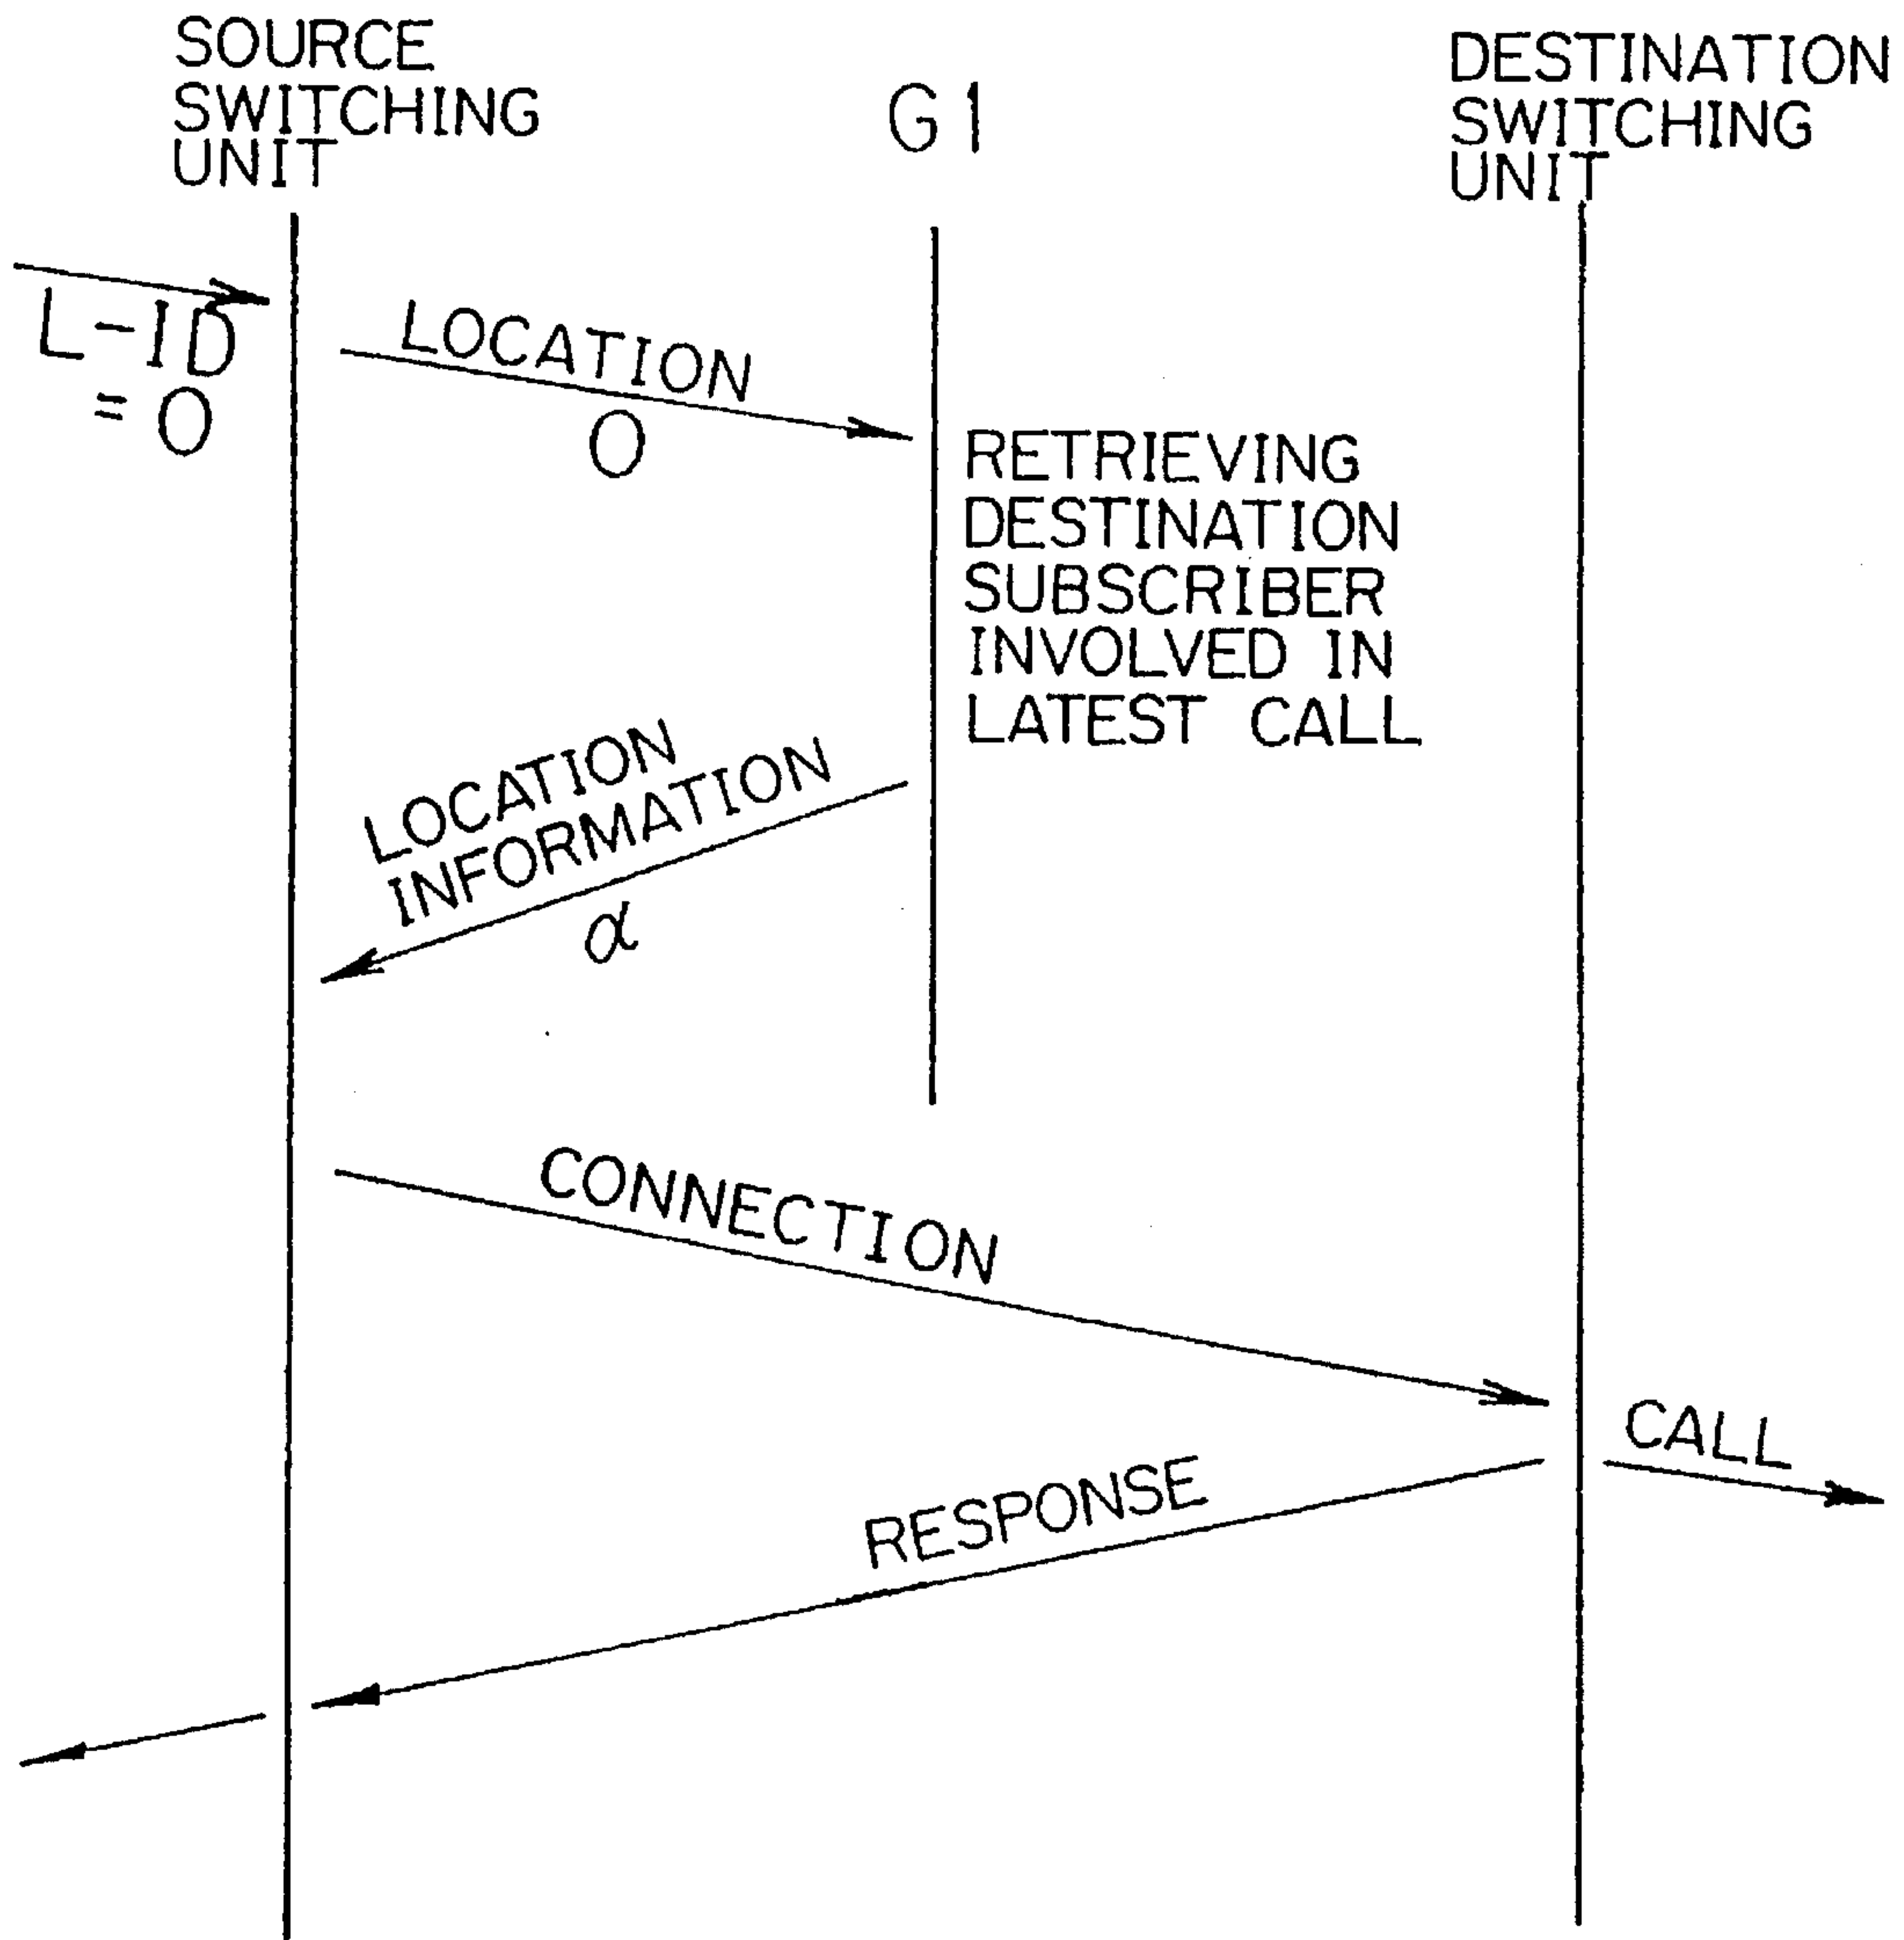 SOURCE
SWITCHING
UNIT
G1
DESTINATION
SWITCHING
UNIT
L-ID
= 0
LOCATION
0
RETRIEVING
DESTINATION
SUBSCRIBER
INVOLVED IN
LATEST CALL
LOCATION
INFORMATION
α
CONNECTION
CALL
RESPONSE